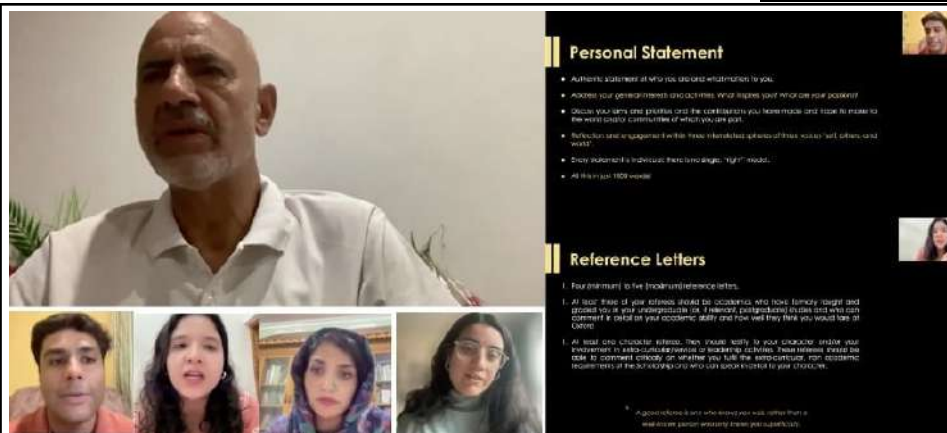 Personal Statement
Authentic statement of who you are and what matters to you.
Address your general interests and activities. What inspires you? What are your passions?
Discuss your aims and priorities and the contributions you have made and hope to make to
the world and/or communities of which you are part.
Reflection and engagement within three interrelated spheres of three voices "self, others, and
world".
Every statement is individual; there is no single, "right" model.
All this in just words!
Reference Letters
1. Four (minimum) to five (maximum) reference letters.
1. At least three of your referees should be academics who have formally taught and
graded you in your undergraduate (or, if relevant, postgraduate) studies and who can
comment in detail on your academic ability and how well they think you would fare at
Oxford
1. At least one character referee. They should testify to your character and/or your
involvement in extra-curricular/service or leadership activities. These referees should be
able to comment critically on whether you fulfil the extra-curricular, non academic
requirements of the Scholarship and who can speak in detail to your character.
A good referee is one who knows you well, rather than a
well-known person who only knows you superficially.